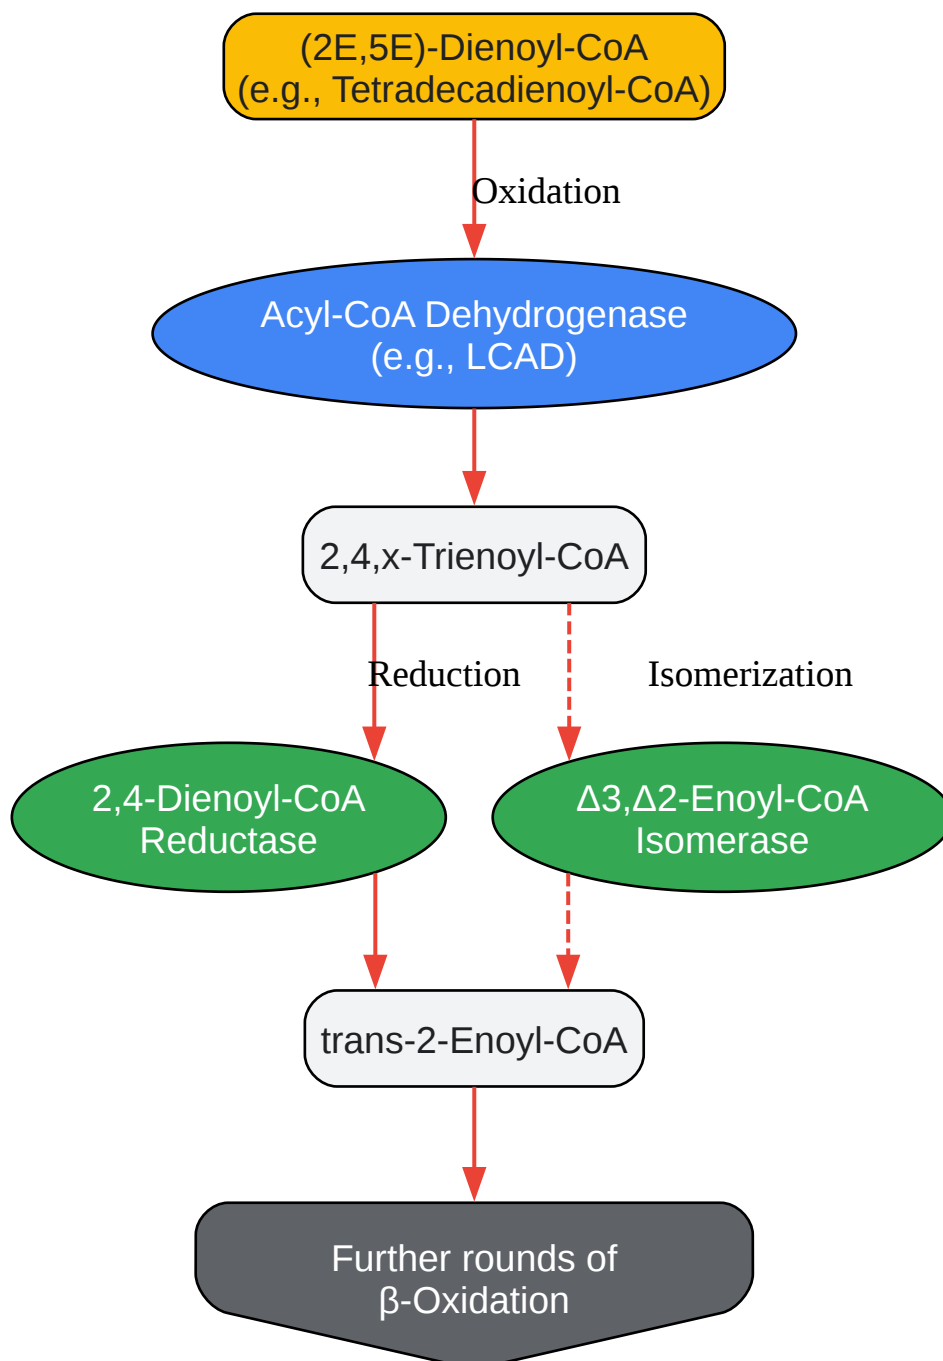 (2E,5E)-Dienoyl-CoA
(e.g., Tetradecadienoyl-CoA)
Oxidation
Acyl-CoA Dehydrogenase
(e.g., LCAD)
2,4,x-Trienoyl-CoA
Reduction
Isomerization
2,4-Dienoyl-CoA
Reductase
Δ3,Δ2-Enoyl-CoA
Isomerase
trans-2-Enoyl-CoA
Further rounds of
β-Oxidation